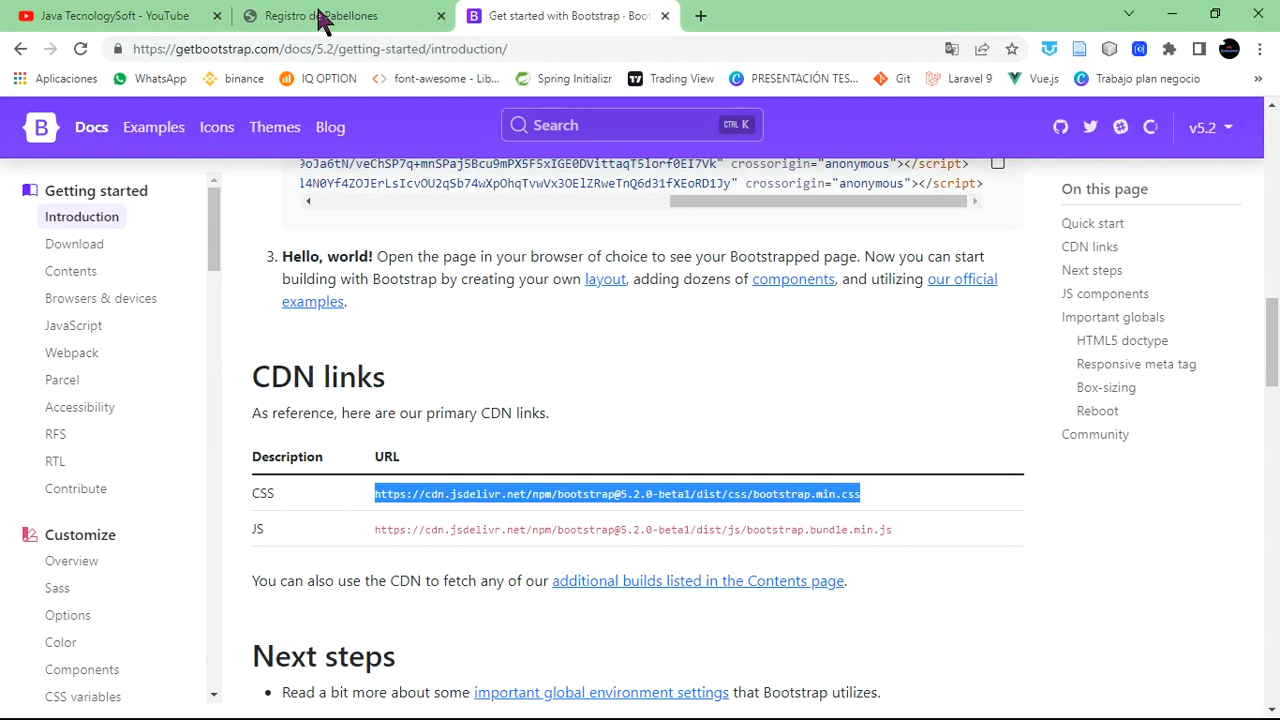 Java TecnologySoft - YouTube
Registro de Pabellones
Get started with Bootstrap · Boot
https://getbootstrap.com/docs/5.2/getting-started/introduction/
Aplicaciones
WhatsApp
binance
IQ OPTION
font-awesome - Lib...
Spring Initializr
Trading View
PRESENTACIÓN TES...
Git
Laravel 9
Vue.js
Trabajo plan negocio
»
B
Docs
Examples
Icons
Themes
Blog
Search
CTRL K
v5.2
Getting started
Introduction
Download
Contents
Browsers & devices
JavaScript
Webpack
Parcel
Accessibility
RFS
RTL
Contribute
Customize
Overview
Sass
Options
Color
Components
CSS variables
crossorigin="anonymous"></script>
crossorigin="anonymous"></script>
3. Hello, world! Open the page in your browser of choice to see your Bootstrapped page. Now you can start
building with Bootstrap by creating your own layout, adding dozens of components, and utilizing our official
examples.
CDN links
As reference, here are our primary CDN links.
Description URL
CSS https://cdn.jsdelivr.net/npm/bootstrap@5.2.0-beta1/dist/css/bootstrap.min.css
JS https://cdn.jsdelivr.net/npm/bootstrap@5.2.0-beta1/dist/js/bootstrap.bundle.min.js
You can also use the CDN to fetch any of our additional builds listed in the Contents page.
Next steps
• Read a bit more about some important global environment settings that Bootstrap utilizes.
On this page
Quick start
CDN links
Next steps
JS components
Important globals
HTML5 doctype
Responsive meta tag
Box-sizing
Reboot
Community